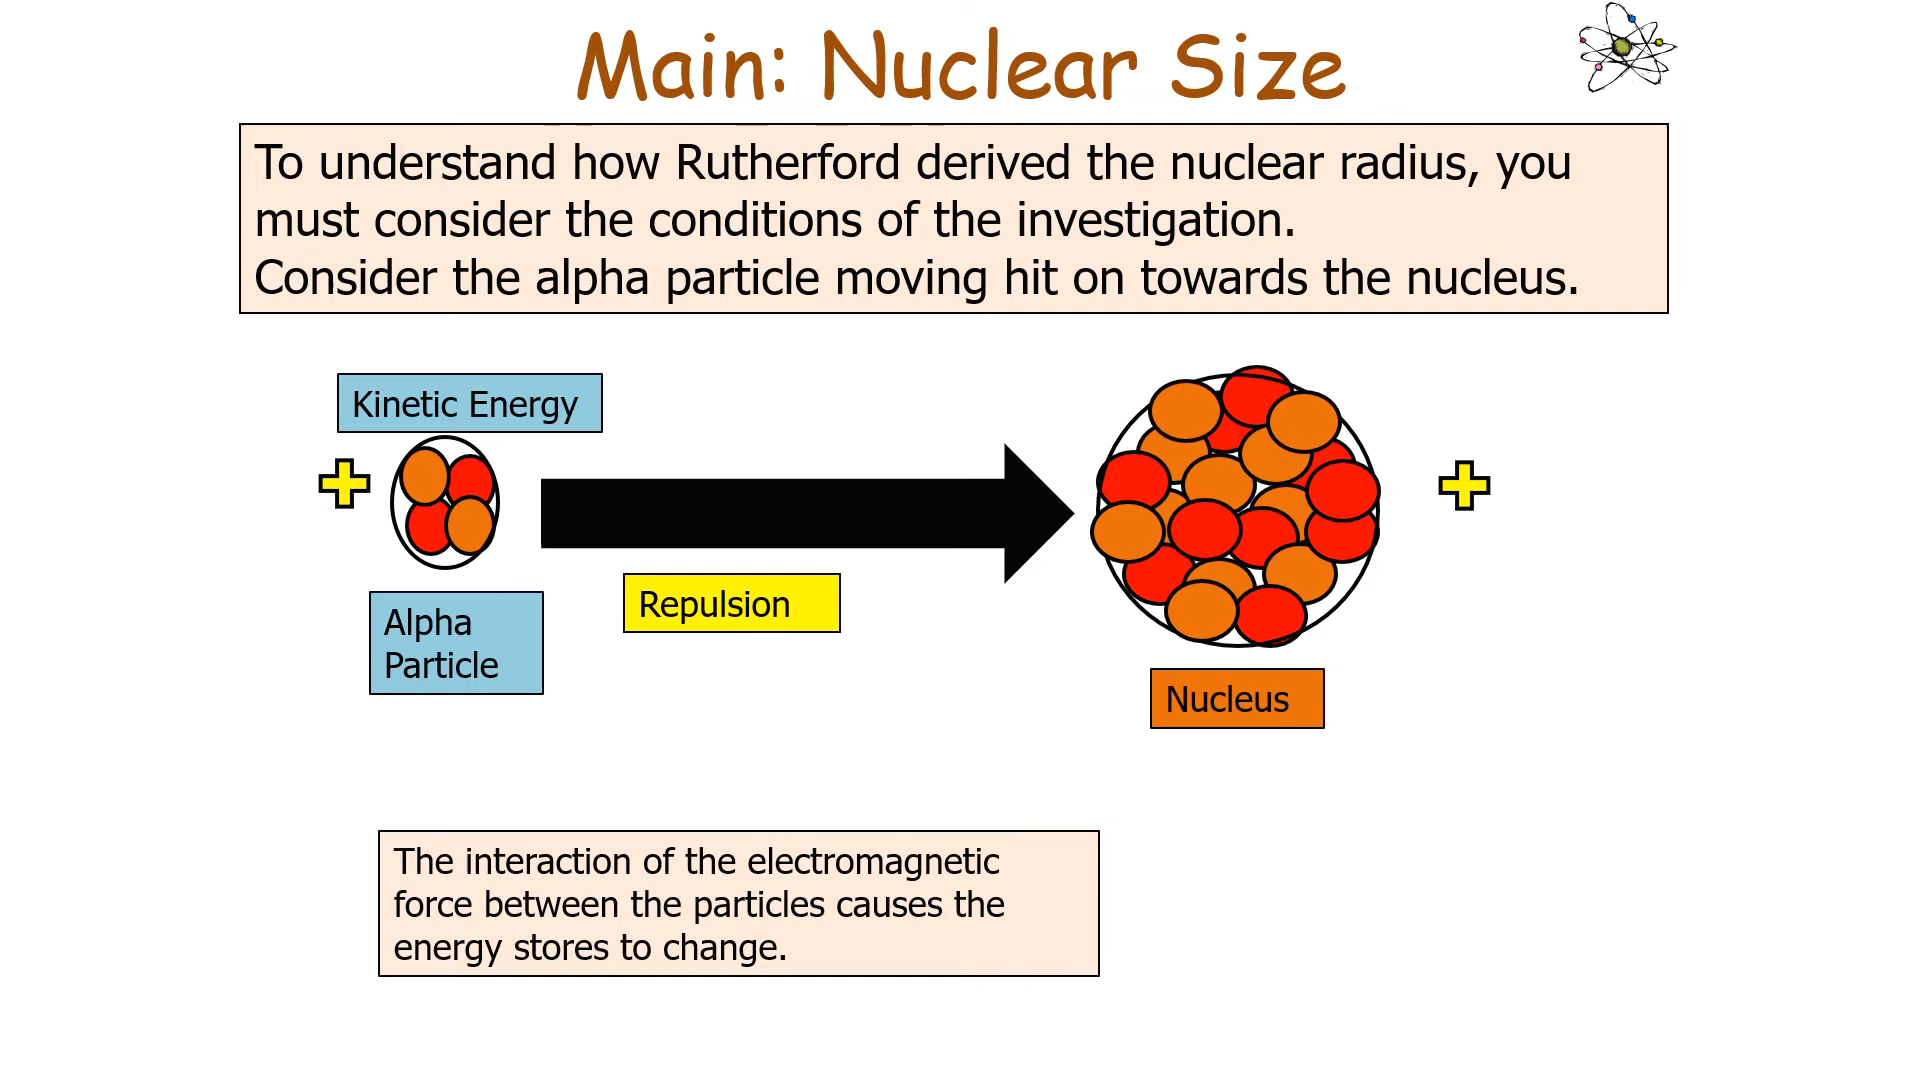 Main: Nuclear Size
To understand how Rutherford derived the nuclear radius, you
must consider the conditions of the investigation.
Consider the alpha particle moving hit on towards the nucleus.
Kinetic Energy
Alpha
Particle
Repulsion
Nucleus
The interaction of the electromagnetic
force between the particles causes the
energy stores to change.